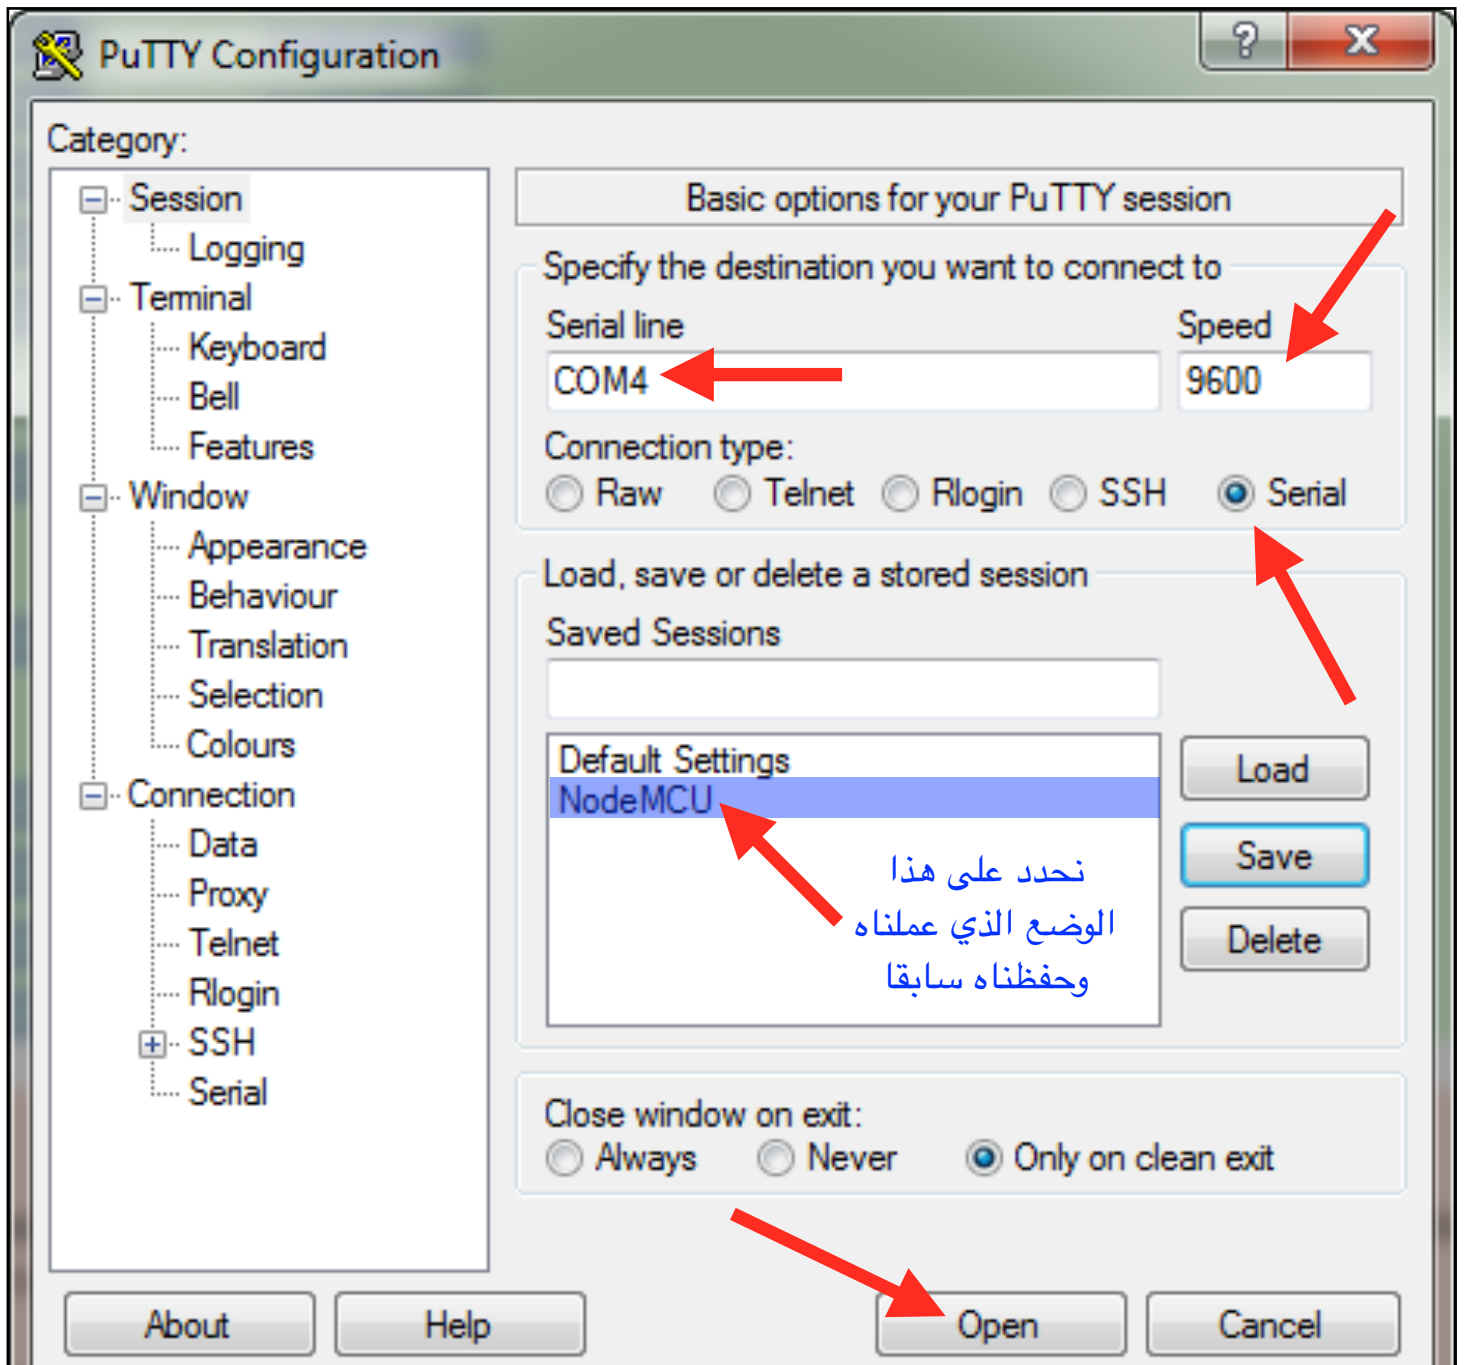 PuTTY Configuration
Category:
Session
Logging
Terminal
Keyboard
Bell
Features
Window
Appearance
Behaviour
Translation
Selection
Colours
Connection
Data
Proxy
Telnet
Rlogin
SSH
Serial
Basic options for your PuTTY session
Specify the destination you want to connect to
Serial line
Speed
COM4
9600
Connection type:
Raw Telnet Rlogin SSH Serial
Load, save or delete a stored session
Saved Sessions
Default Settings
NodeMCU
نحدد على هذا
الوضع الذي عملناه
وحفظناه سابقا
Load
Save
Delete
Close window on exit:
Always Never Only on clean exit
About Help Open Cancel